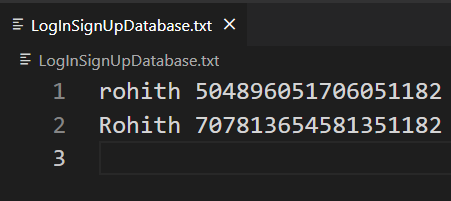 LogInSignUpDatabase.txt
LogInSignUpDatabase.txt
1 rohith 504896051706051182
2 Rohith 707813654581351182
3